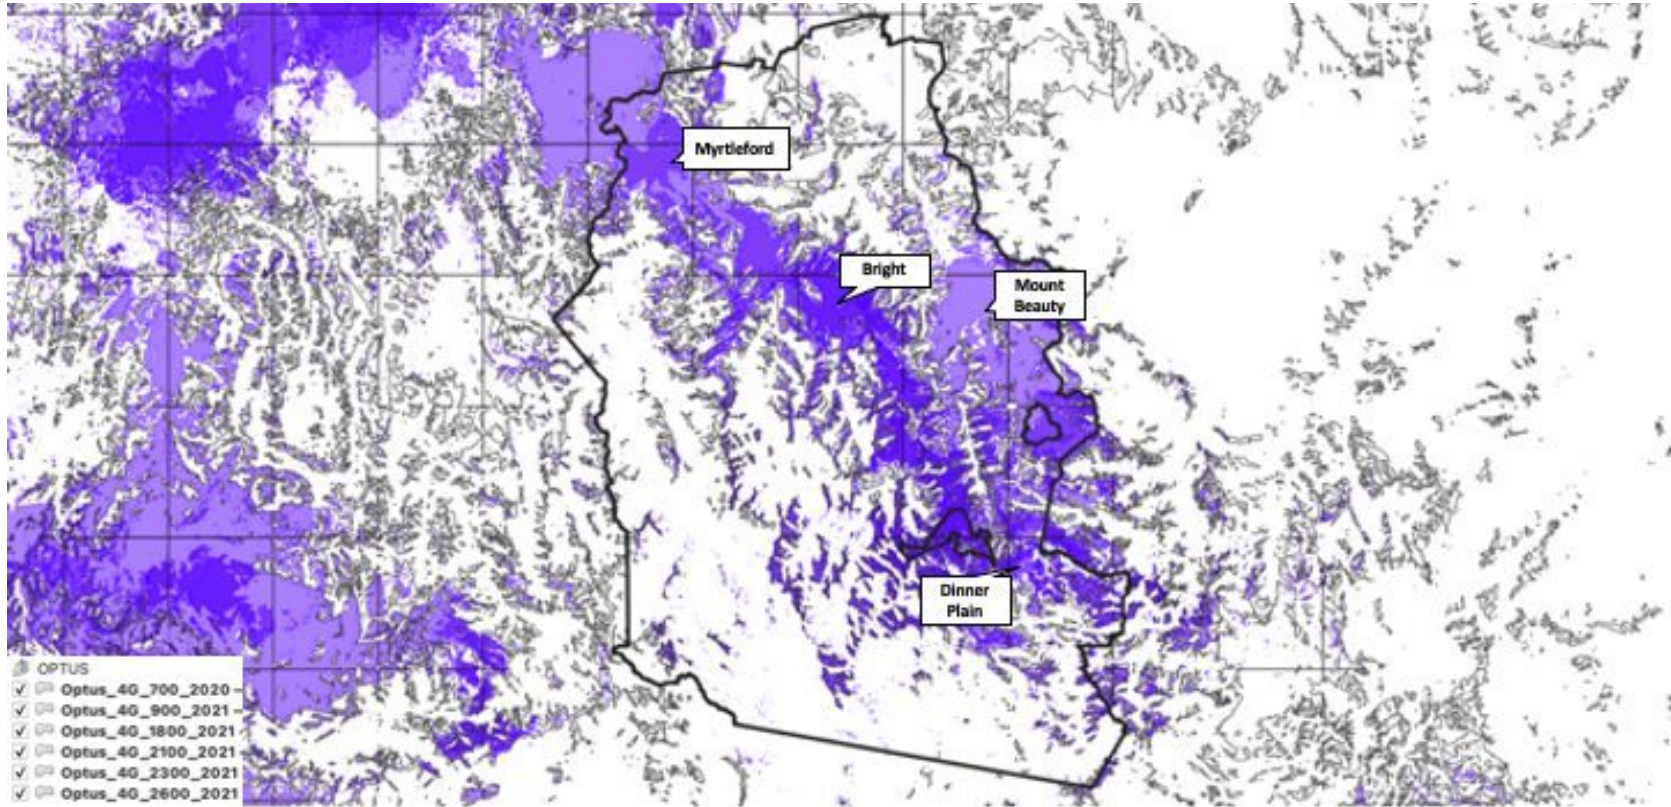 Myrtleford
Bright
Mount
Beauty
Dinner
Plain
OPTUS
Optus_4G_700_2020 –
Optus_4G_900_2021 –
Optus_4G_1800_2021
Optus_4G_2100_2021
Optus_4G_2300_2021
Optus_4G_2600_2021